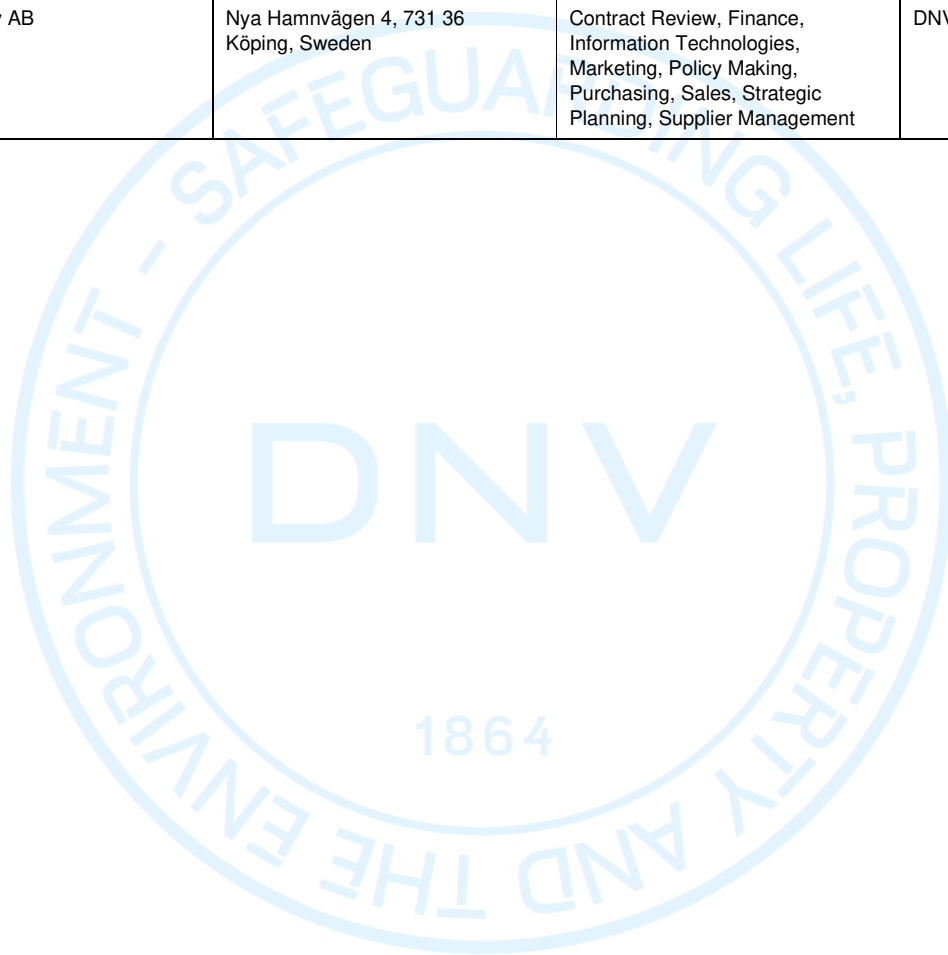 AB
Nya Hamnvägen 4, 731 36
Köping, Sweden
Contract Review, Finance,
Information Technologies,
Marketing, Policy Making,
Purchasing, Sales, Strategic
Planning, Supplier Management
DNV
SAFEGUARDING LIFE, PROPERTY AND THE ENVIRONMENT -
DNV
1864